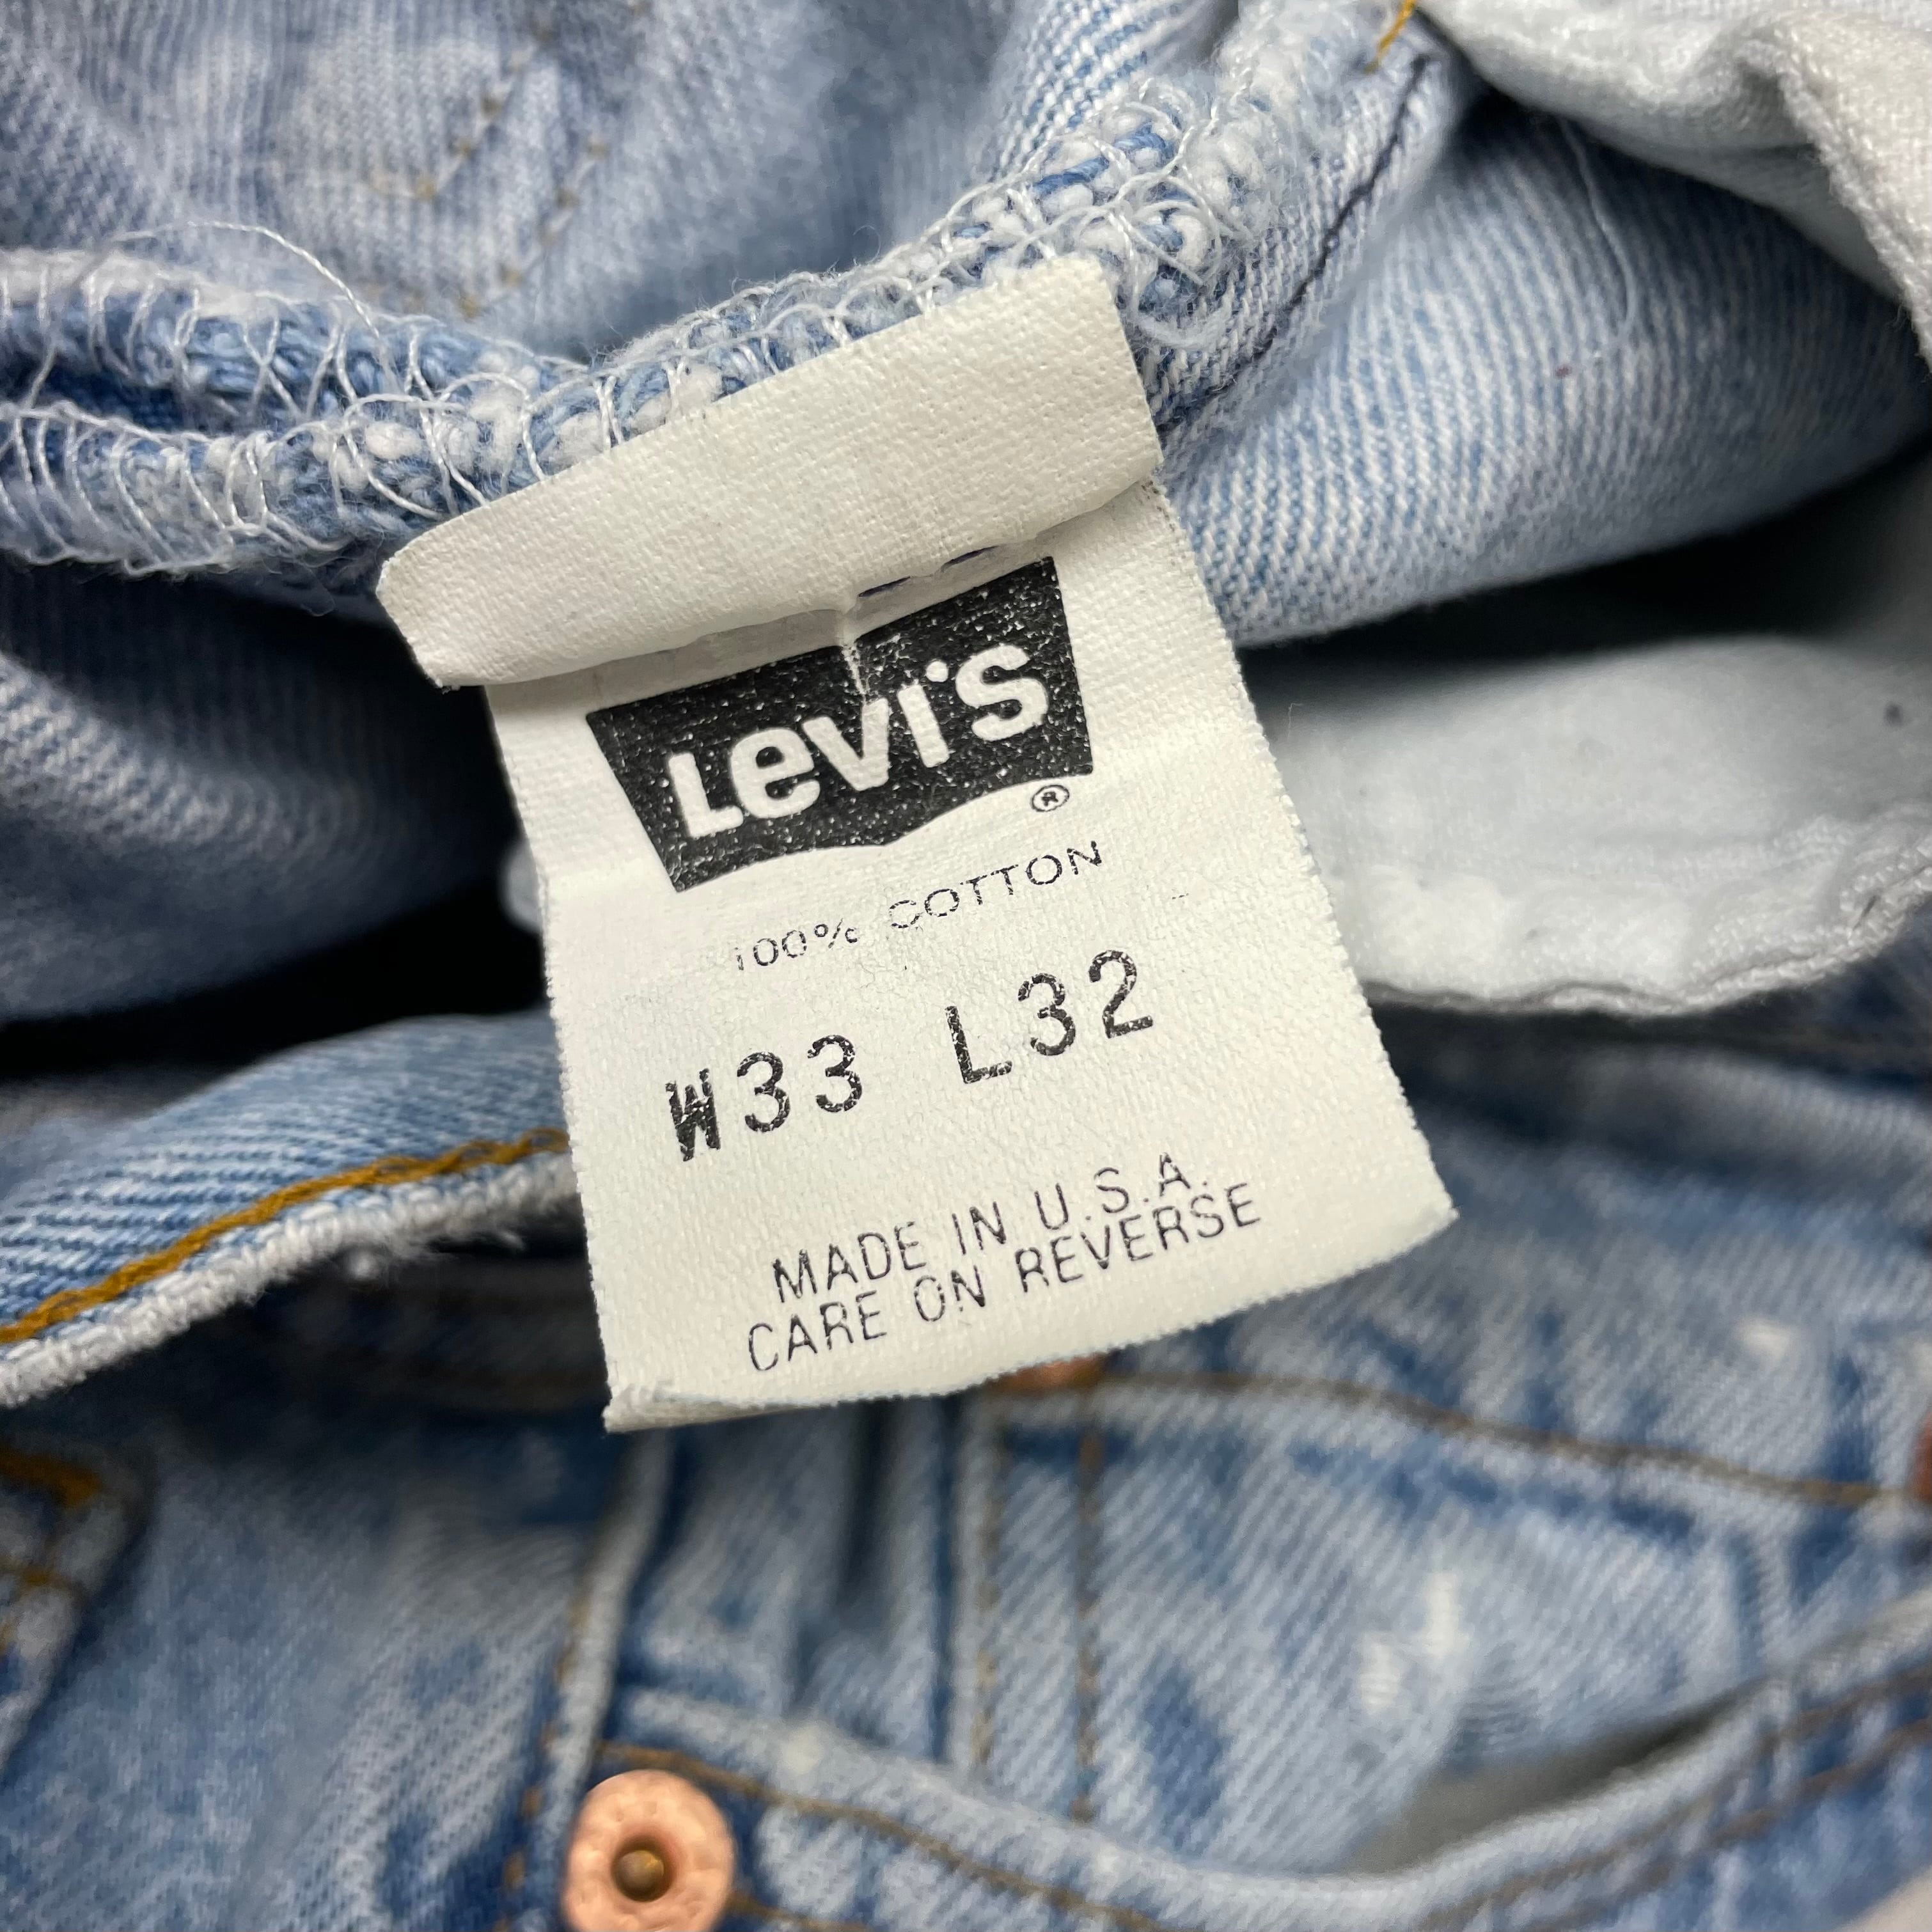 Levi's
®
100% COTTON
W33 L32
MADE IN U.S.A.
CARE ON REVERSE